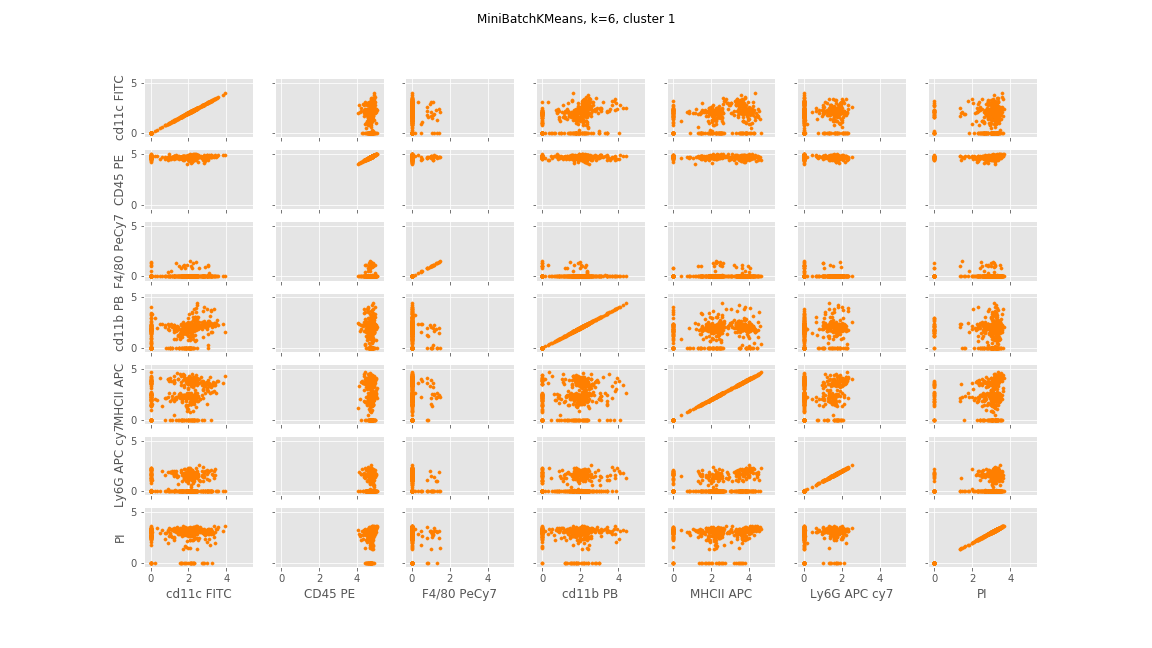 MiniBatchKMeans, k=6, cluster 1
cd11c FITC
5
0
CD45 PE
5
0
F4/80 PeCy7
5
0
cd11b PB
5
0
MHCII APC
5
0
Ly6G APC cy7
5
0
PI
5
0
0 2 4 0 2 4 0 2 4 0 2 4 0 2 4 0 2 4 0 2 4
cd11c FITC CD45 PE F4/80 PeCy7 cd11b PB MHCII APC Ly6G APC cy7 PI